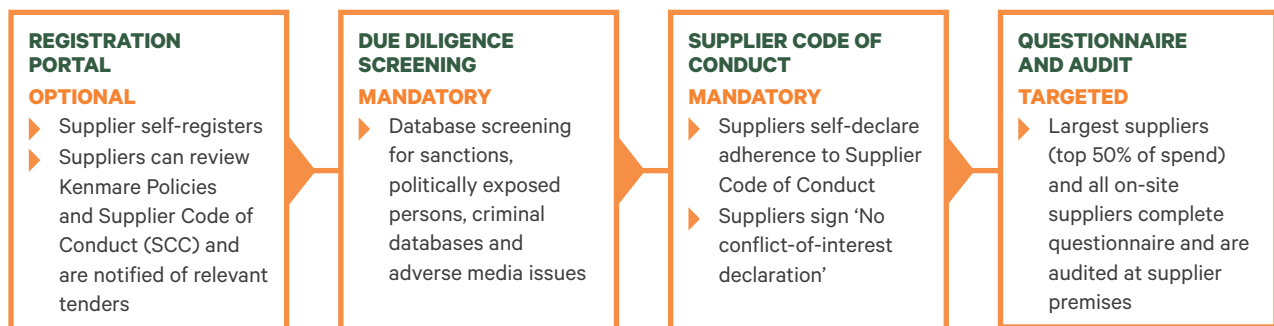 REGISTRATION
PORTAL
OPTIONAL
Supplier self-registers
Suppliers can review
Kenmare Policies
and Supplier Code of
Conduct (SCC) and
are notified of relevant
tenders
DUE DILIGENCE
SCREENING
MANDATORY
Database screening
for sanctions,
politically exposed
persons, criminal
databases and
adverse media issues
SUPPLIER CODE OF
CONDUCT
MANDATORY
Suppliers self-declare
adherence to Supplier
Code of Conduct
Suppliers sign ‘No
conflict-of-interest
declaration’
QUESTIONNAIRE
AND AUDIT
TARGETED
Largest suppliers
(top 50% of spend)
and all on-site
suppliers complete
questionnaire and are
audited at supplier
premises